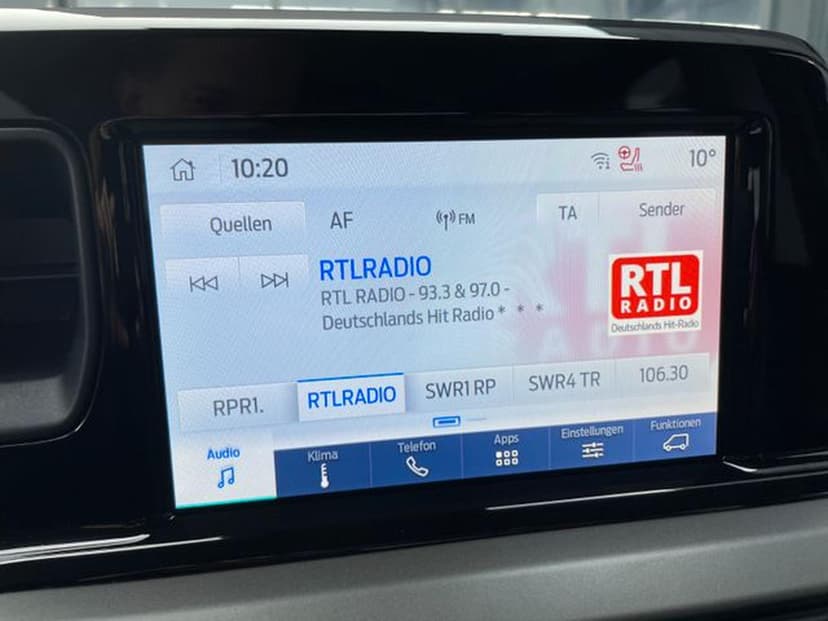 10:20
10°
Quellen
AF
FM
TA
Sender
RTLRADIO
RTL RADIO - 93.3 & 97.0 -
Deutschlands Hit Radio * * *
RTL
RADIO
Deutschlands Hit-Radio
RPR1.
RTLRADIO
SWR1 RP
SWR4 TR
106.30
Audio
Klima
Telefon
Apps
Einstellungen
Funktionen